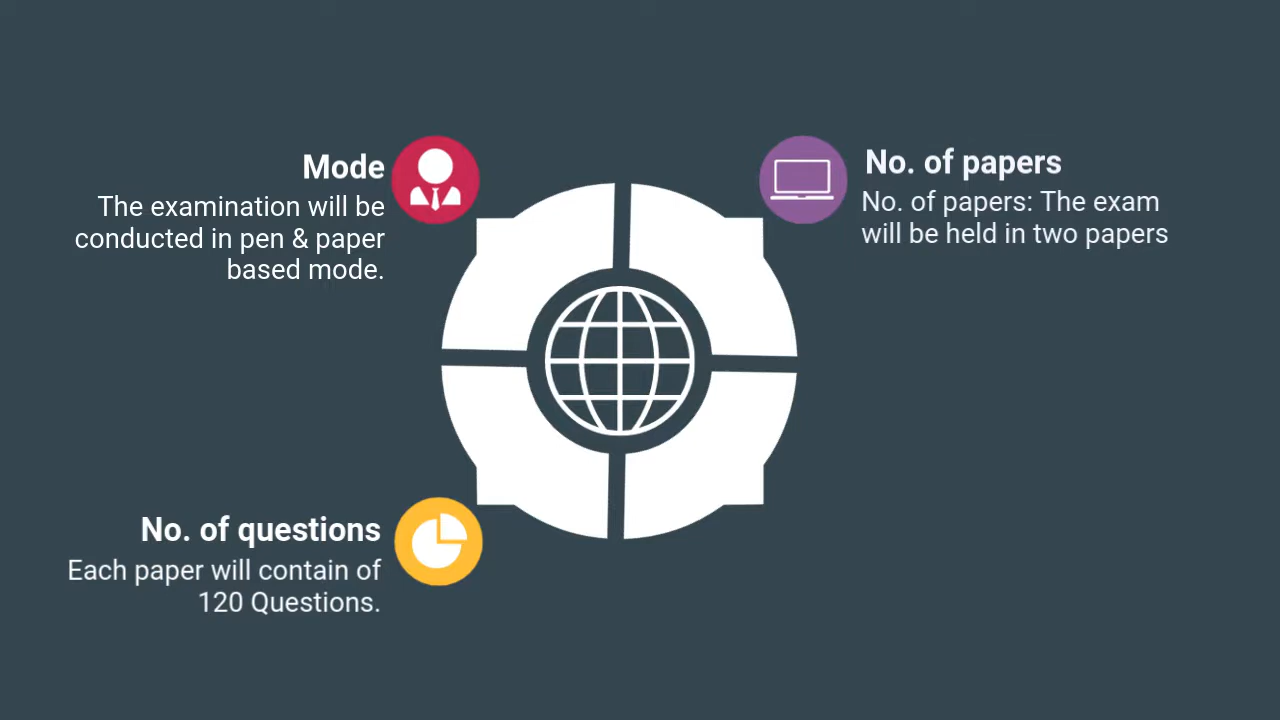 Mode
The examination will be
conducted in pen & paper
based mode.
No. of papers
No. of papers: The exam
will be held in two papers
No. of questions
Each paper will contain of
120 Questions.